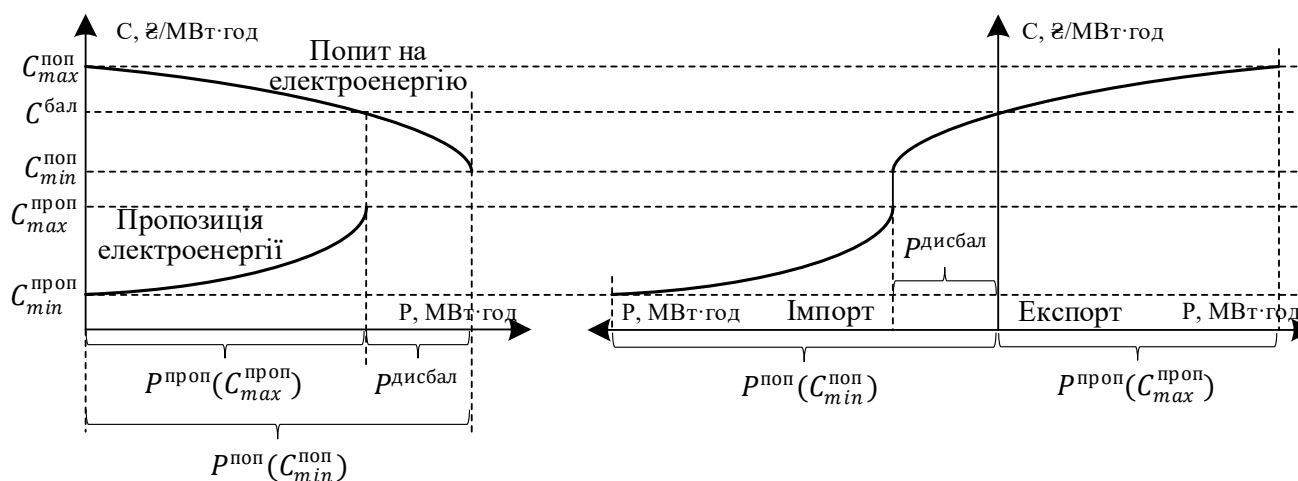 C, ₴/МВт·год
Попит на
електроенергію
C_max^поп
C^бал
C_min^поп
C_max^проп
C_min^проп
Пропозиція
електроенергії
P, МВт·год
P^проп(C_max^проп)
P^дисбал
P^поп(C_min^поп)
C, ₴/МВт·год
P^дисбал
P, МВт·год
Імпорт
Експорт
P, МВт·год
P^поп(C_min^поп)
P^проп(C_max^проп)